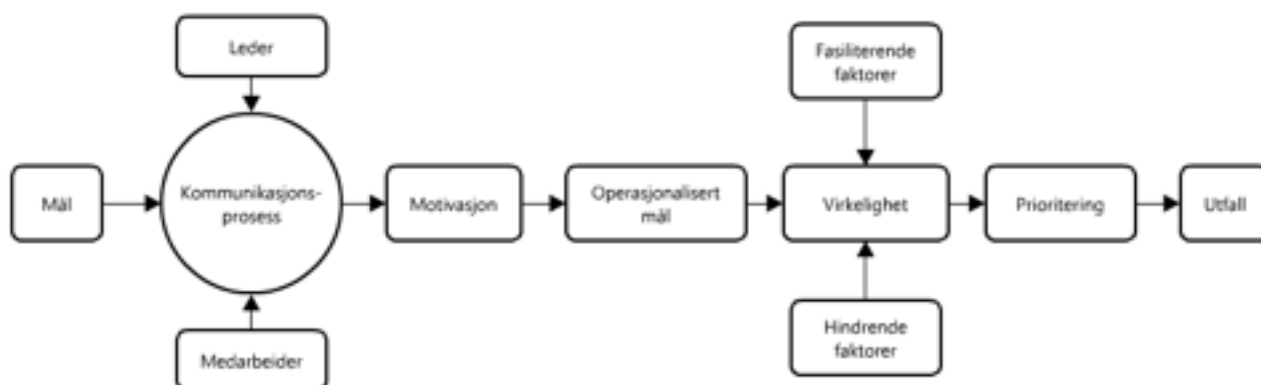 Leder
Fasiliterende
faktorer
Mål
Kommunikasjons-
prosess
Motivasjon
Operasjonalisert
mål
Virkelighet
Prioritering
Utfall
Medarbeider
Hindrende
faktorer